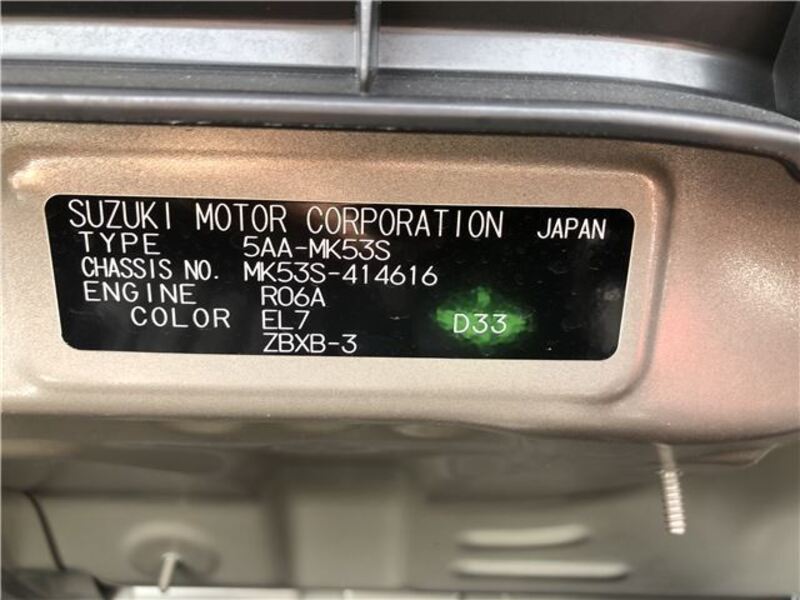 SUZUKI MOTOR CORPORATION JAPAN
TYPE 5AA-MK53S
CHASSIS NO. MK53S-414616
ENGINE R06A
COLOR EL7 D33
ZBXB-3